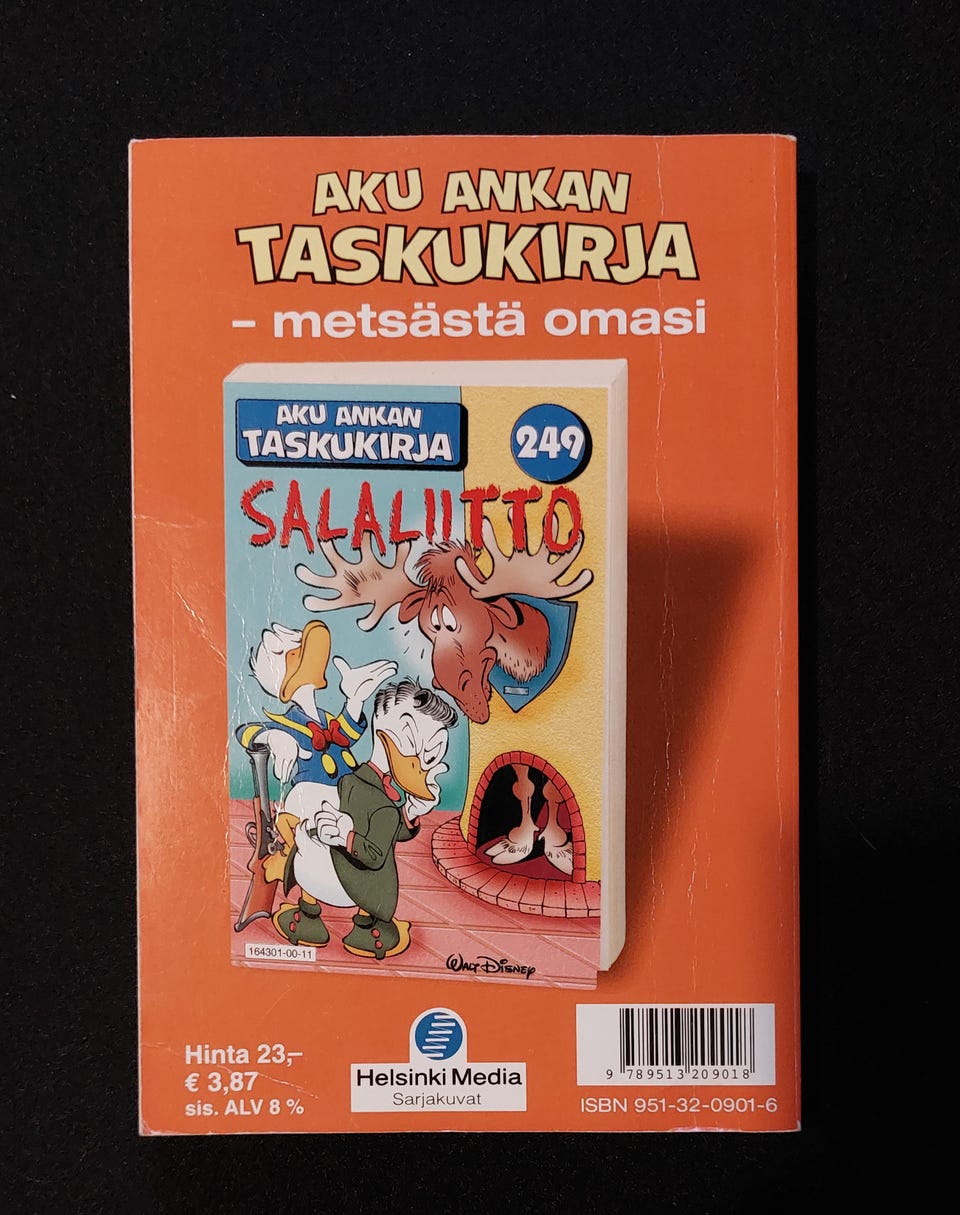 AKU ANKAN
TASKUKIRJA
– metsästä omasi
AKU ANKAN
TASKUKIRJA
249
SALALIITTO
164301-00-11
WALT DISNEY
Hinta 23,–
€ 3,87
sis. ALV 8 %
Helsinki Media
Sarjakuvat
9 789513 209018
ISBN 951-32-0901-6